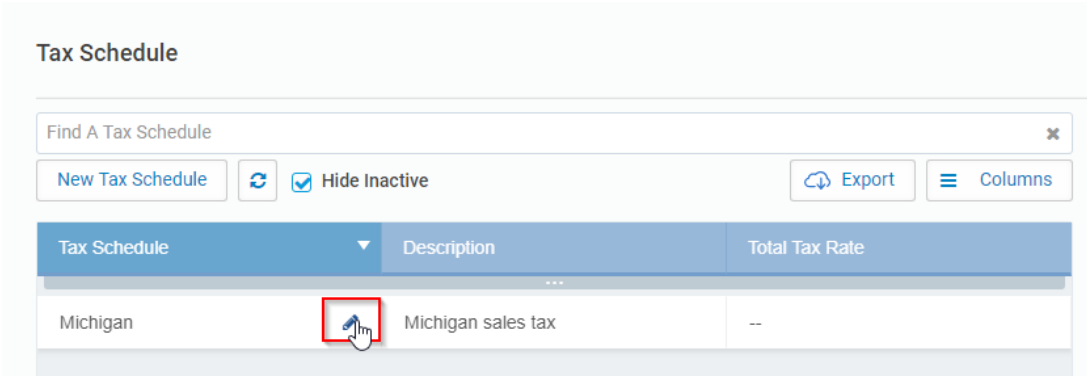 Tax Schedule
Find A Tax Schedule
New Tax Schedule Hide Inactive Export Columns
Tax Schedule Description Total Tax Rate
Michigan Michigan sales tax --